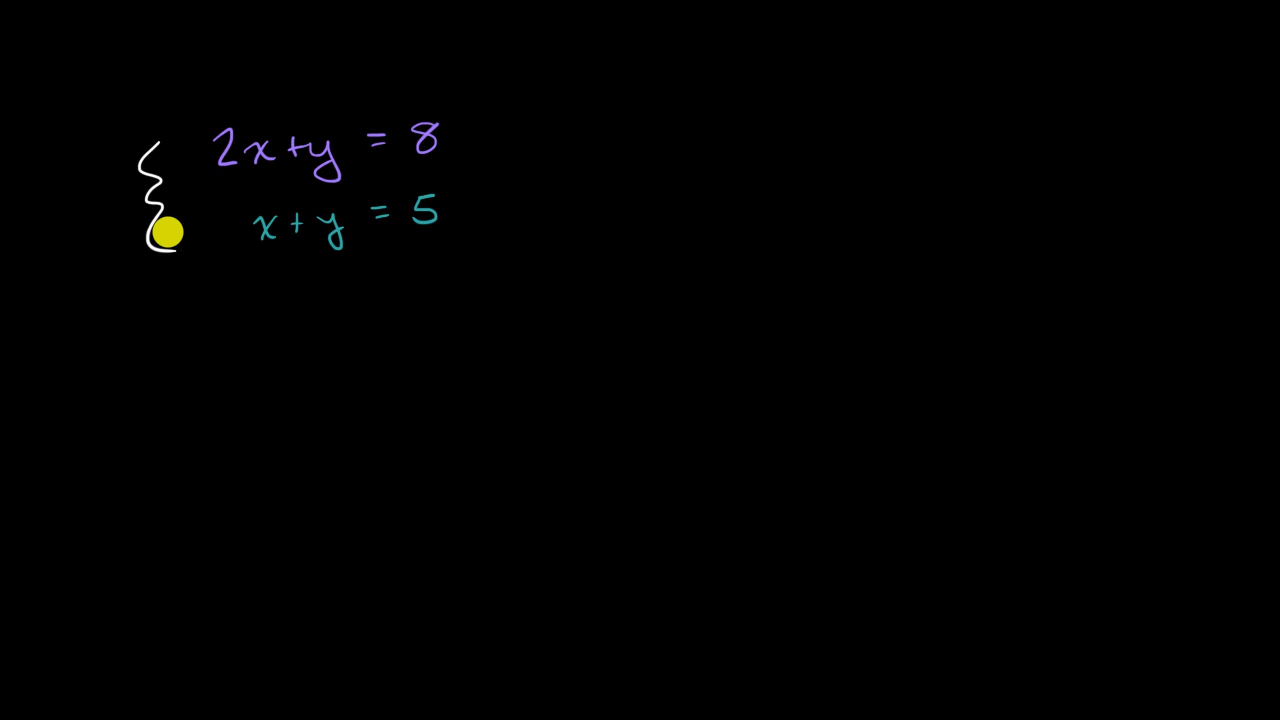 2x+y = 8
x+y = 5